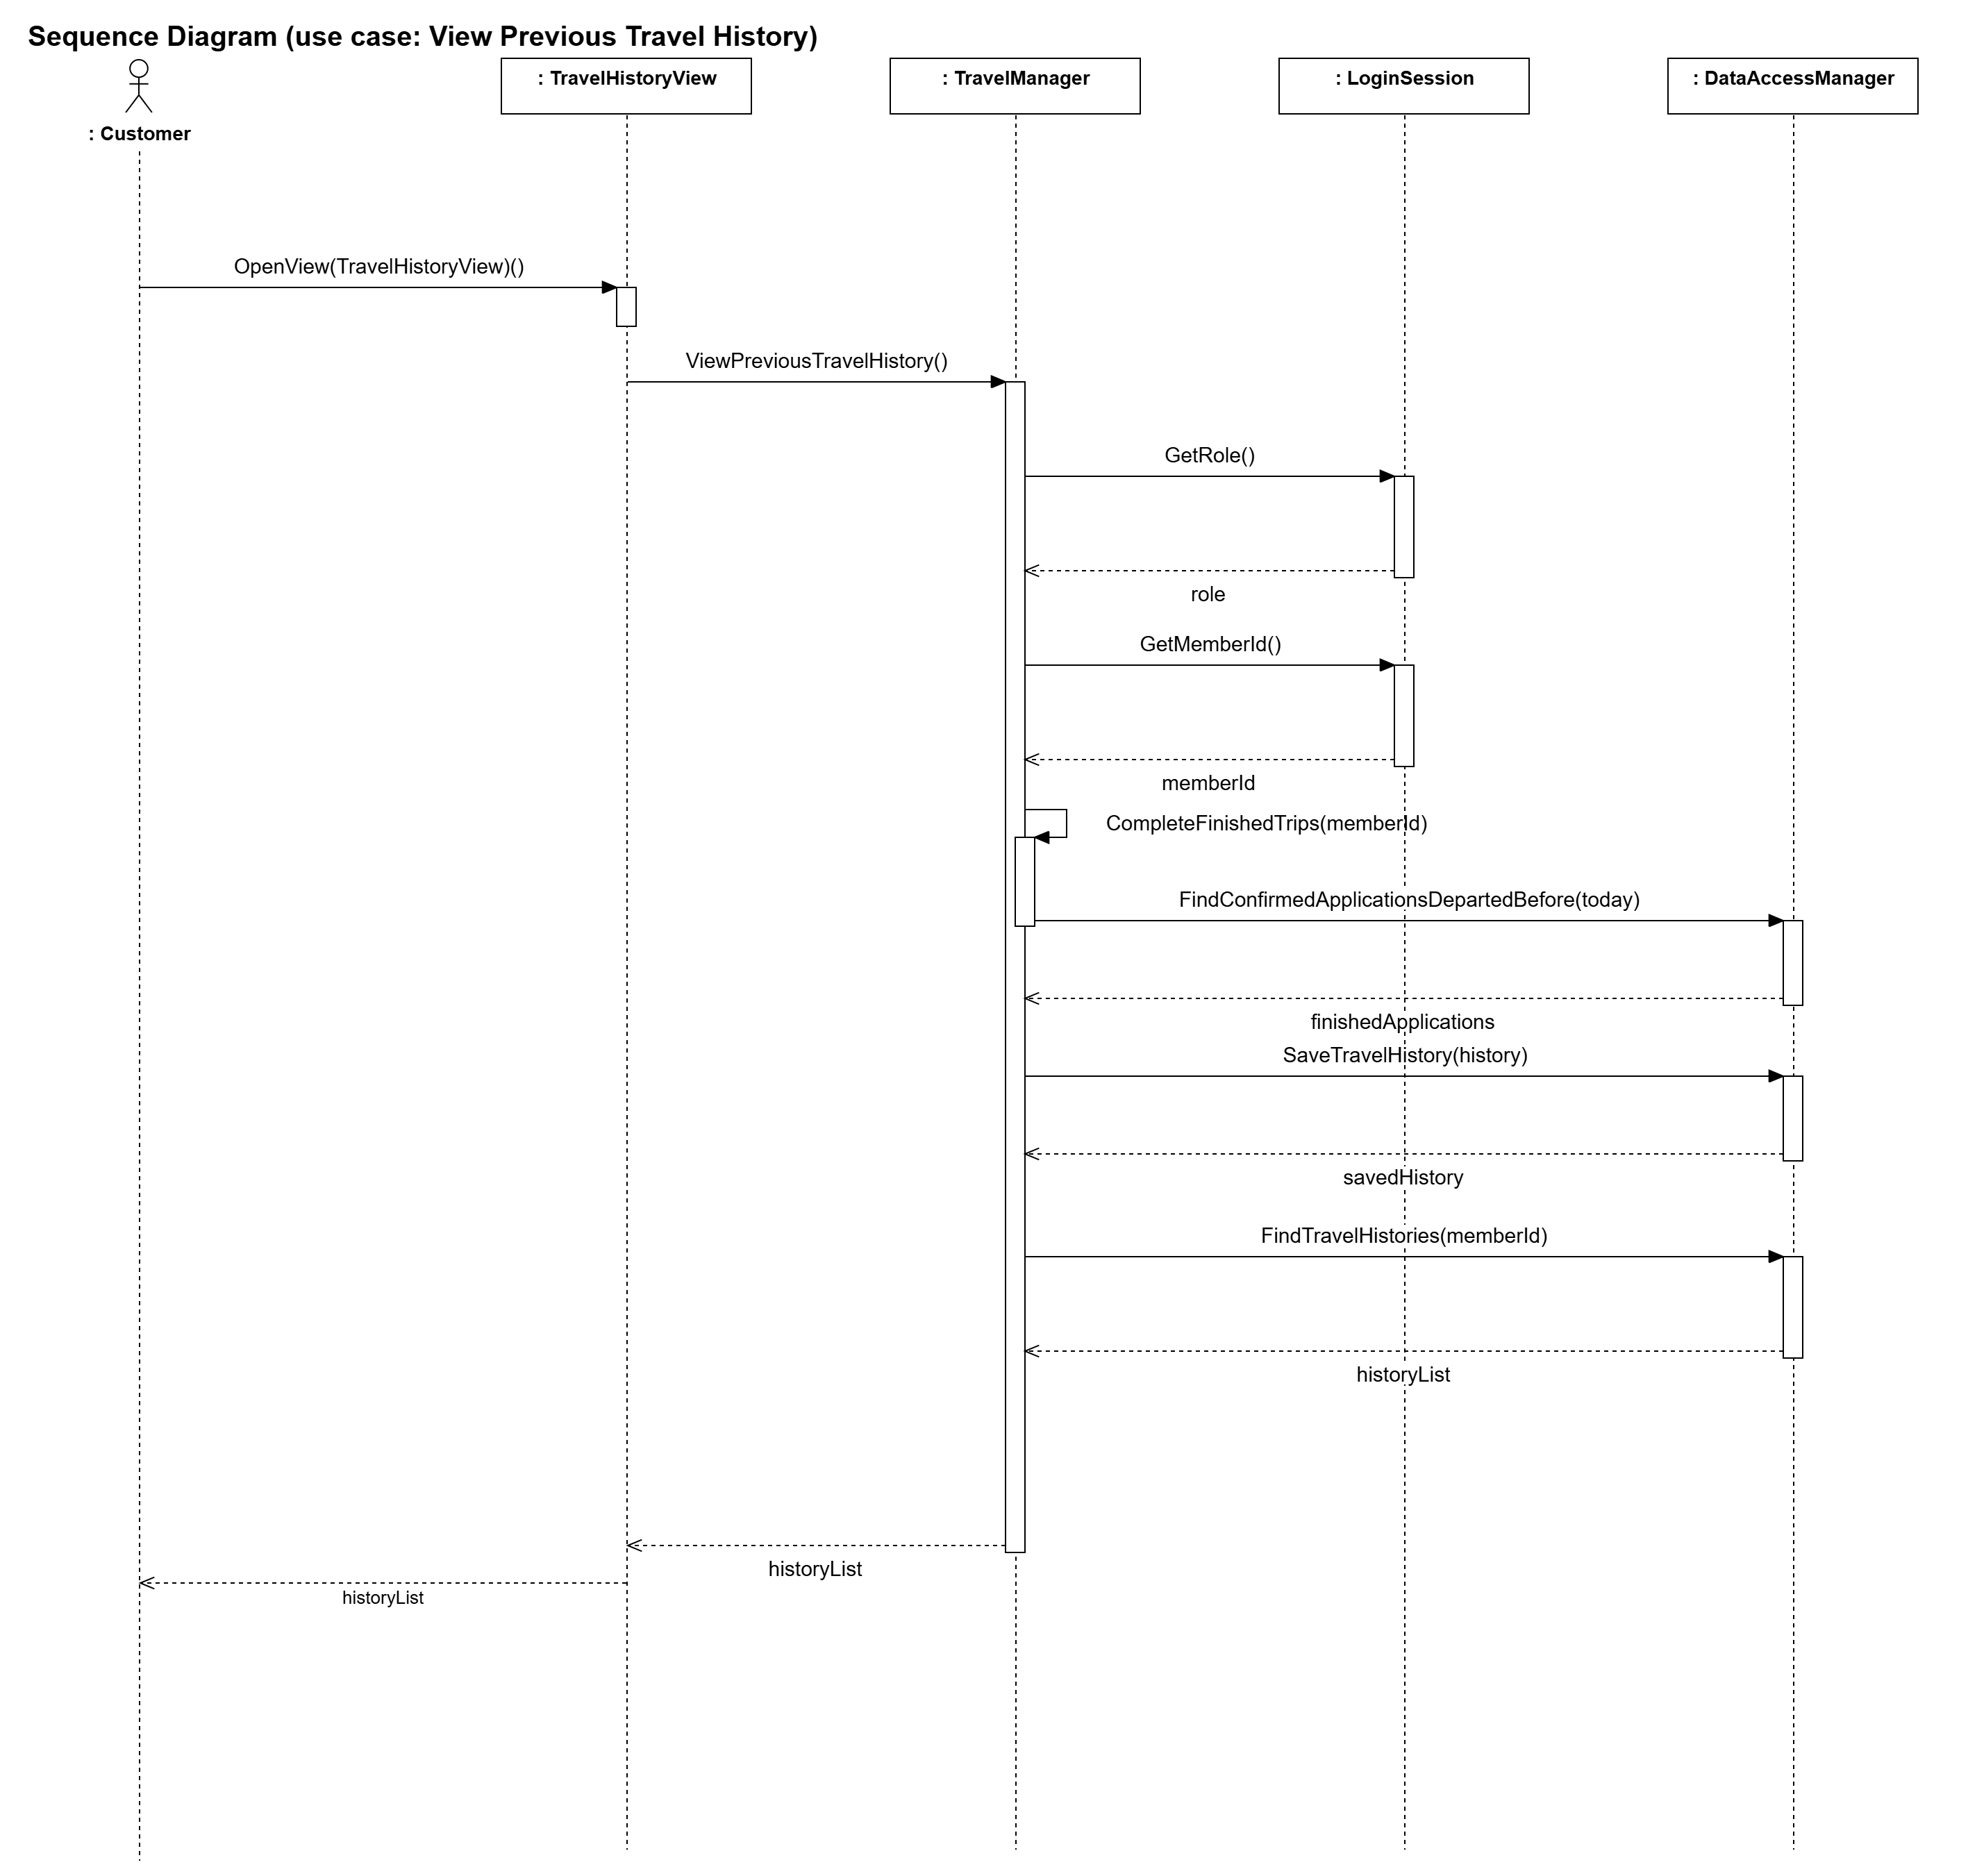 Sequence Diagram (use case: View Previous Travel History)
: Customer
: TravelHistoryView
: TravelManager
: LoginSession
: DataAccessManager
OpenView(TravelHistoryView)()
ViewPreviousTravelHistory()
GetRole()
role
GetMemberId()
memberId
CompleteFinishedTrips(memberId)
FindConfirmedApplicationsDepartedBefore(today)
finishedApplications
SaveTravelHistory(history)
savedHistory
FindTravelHistories(memberId)
historyList
historyList
historyList